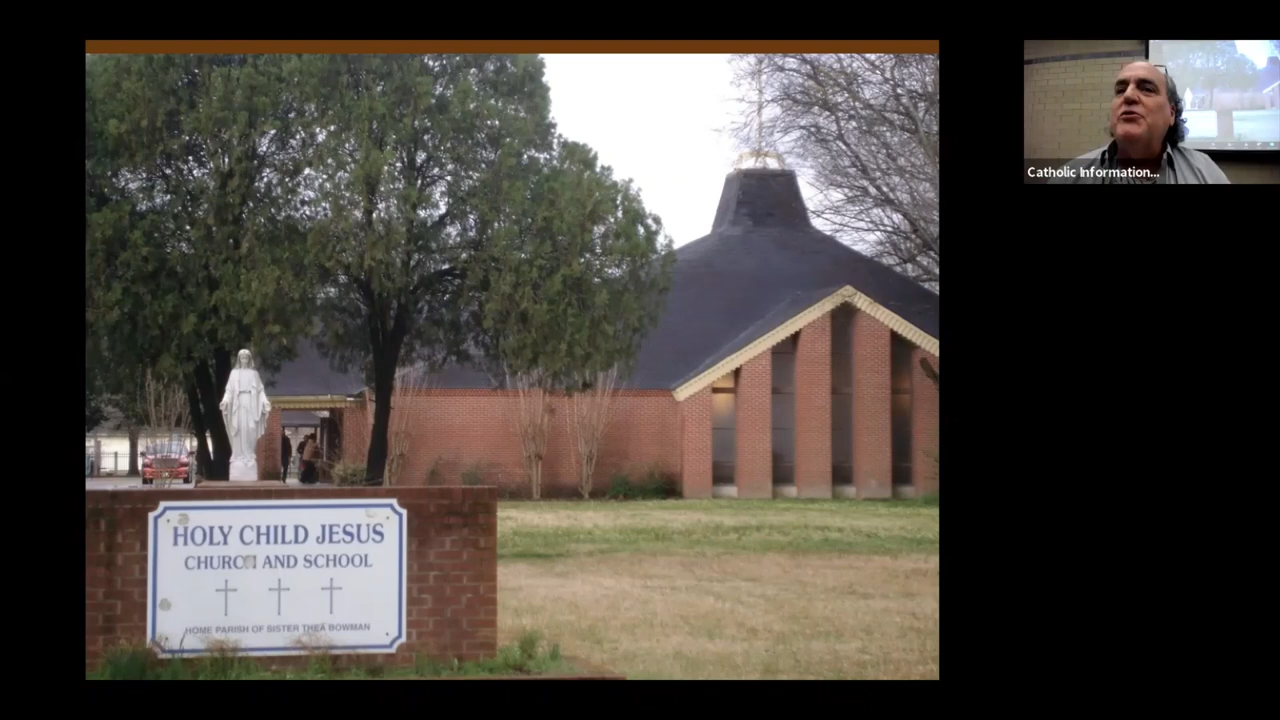 HOLY CHILD JESUS
CHURCH AND SCHOOL
HOME PARISH OF SISTER THEA BOWMAN
Catholic Information...